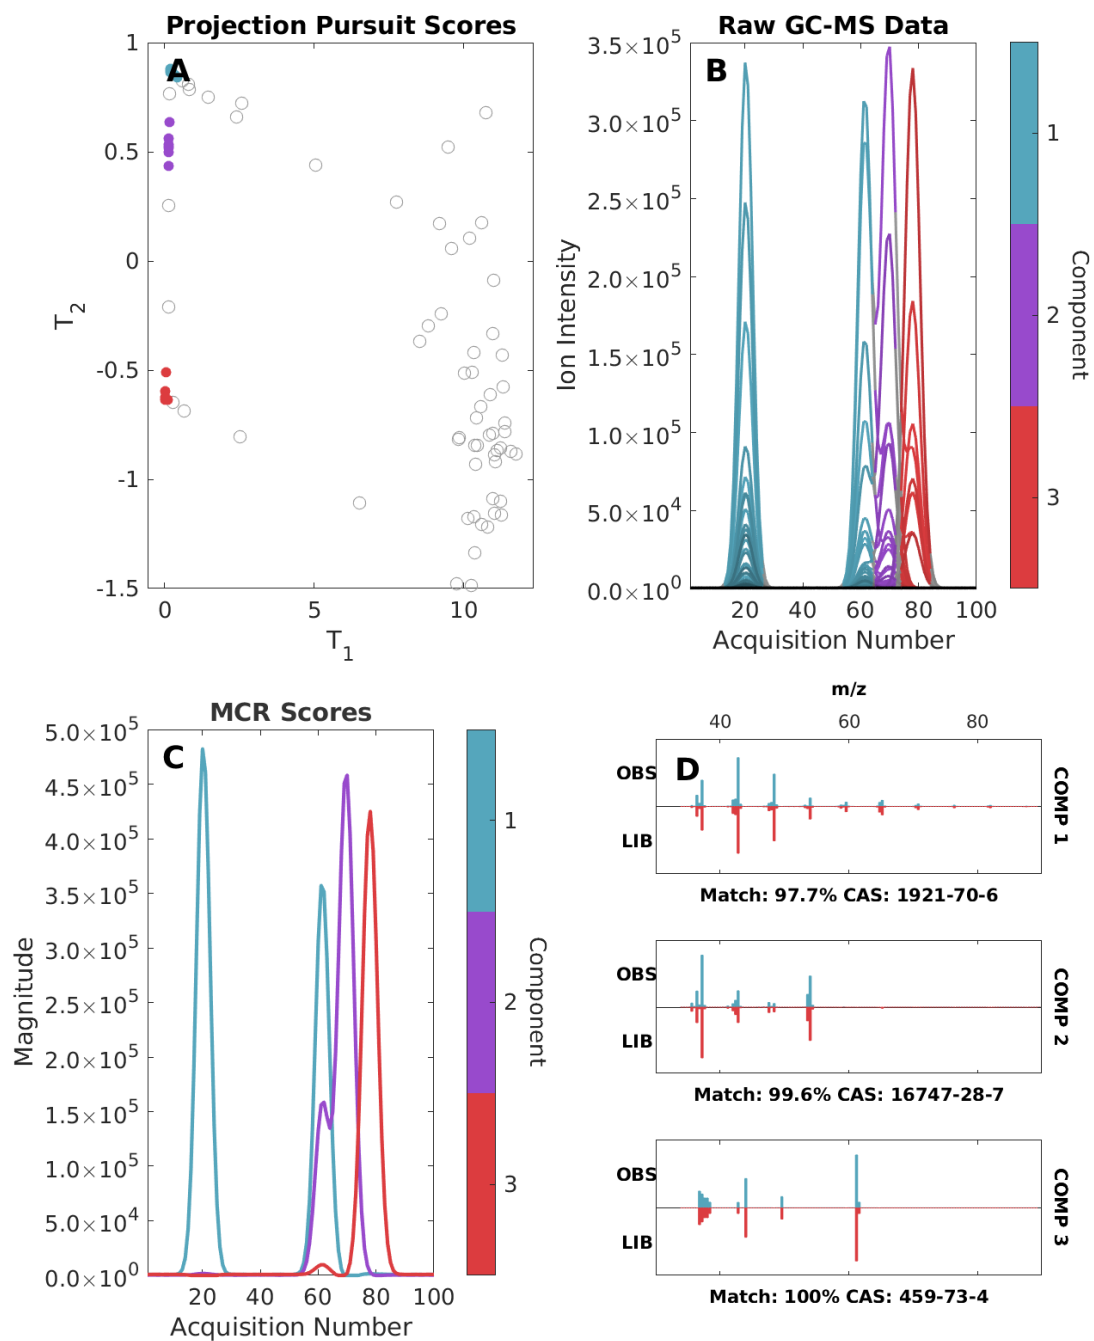 Projection Pursuit Scores
A
1
0.5
0
-0.5
-1
-1.5
T2
0
5
10
T1
Raw GC-MS Data
B
3.5×10^5
3.0×10^5
2.5×10^5
2.0×10^5
1.5×10^5
1.0×10^5
5.0×10^4
0.0×10^0
Ion Intensity
20 40 60 80 100
Acquisition Number
1
2
3
Component
MCR Scores
C
5.0×10^5
4.5×10^5
4.0×10^5
3.5×10^5
3.0×10^5
2.5×10^5
2.0×10^5
1.5×10^5
1.0×10^5
5.0×10^4
0.0×10^0
Magnitude
20 40 60 80 100
Acquisition Number
1
2
3
Component
m/z
40 60 80
D
OBS
LIB
COMP 1
Match: 97.7% CAS: 1921-70-6
OBS
LIB
COMP 2
Match: 99.6% CAS: 16747-28-7
OBS
LIB
COMP 3
Match: 100% CAS: 459-73-4